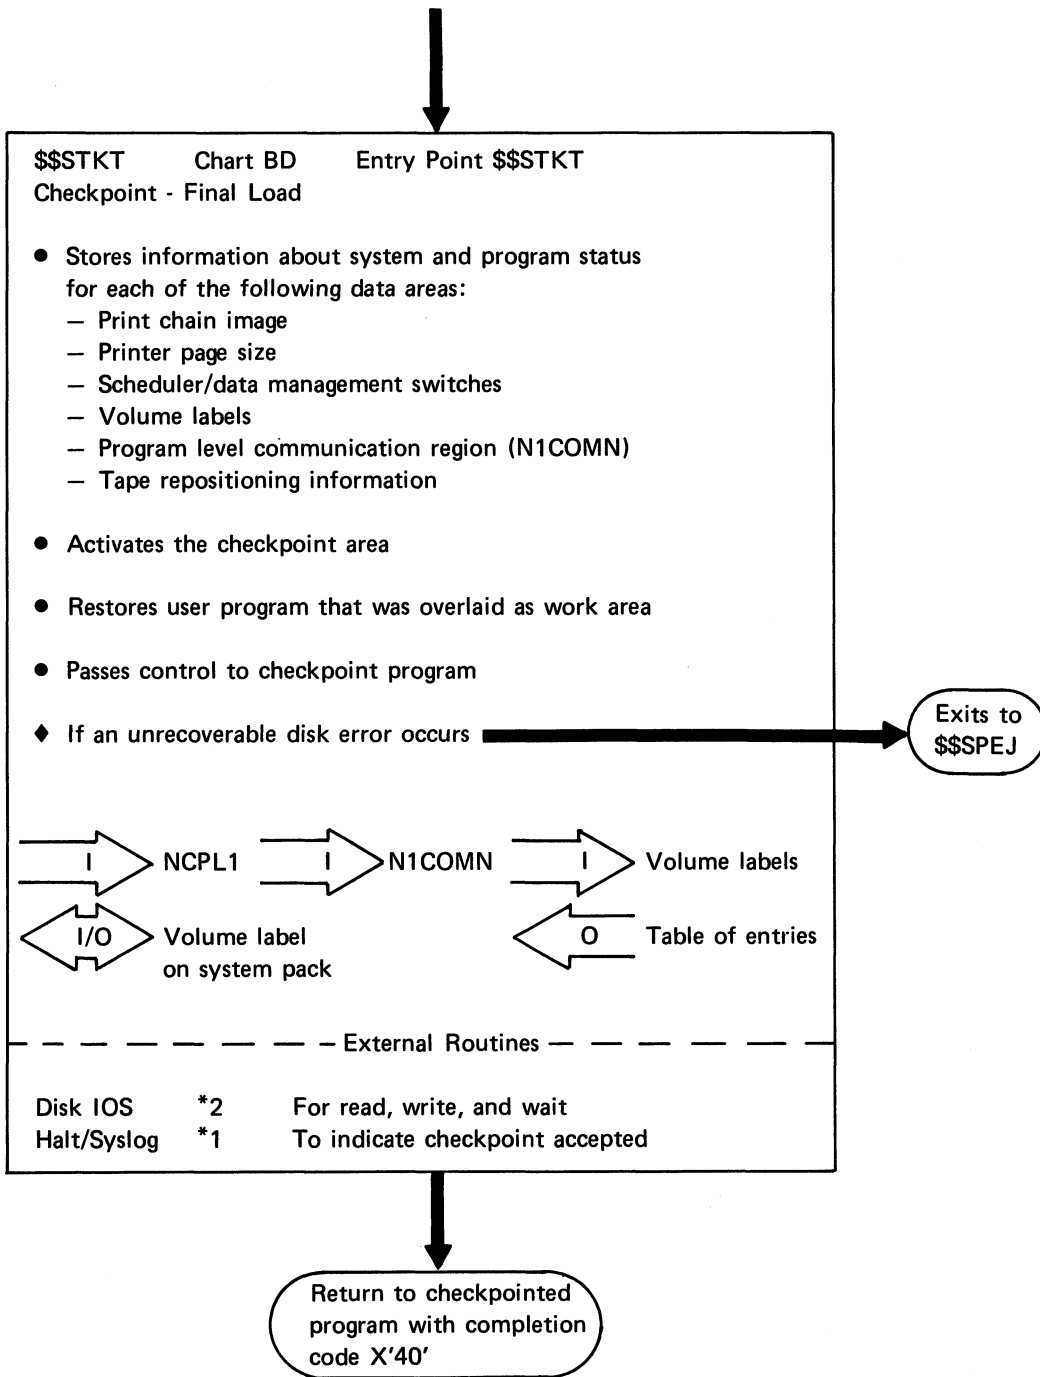 $$STKT Chart BD Entry Point $$STKT
Checkpoint - Final Load
● Stores information about system and program status
for each of the following data areas:
— Print chain image
— Printer page size
— Scheduler/data management switches
— Volume labels
— Program level communication region (N1COMN)
— Tape repositioning information
● Activates the checkpoint area
● Restores user program that was overlaid as work area
● Passes control to checkpoint program
♦ If an unrecoverable disk error occurs
Exits to
$$SPEJ
I NCPL1 I N1COMN I Volume labels
I/O Volume label
on system pack
O Table of entries
External Routines
Disk IOS *2 For read, write, and wait
Halt/Syslog *1 To indicate checkpoint accepted
Return to checkpointed
program with completion
code X'40'